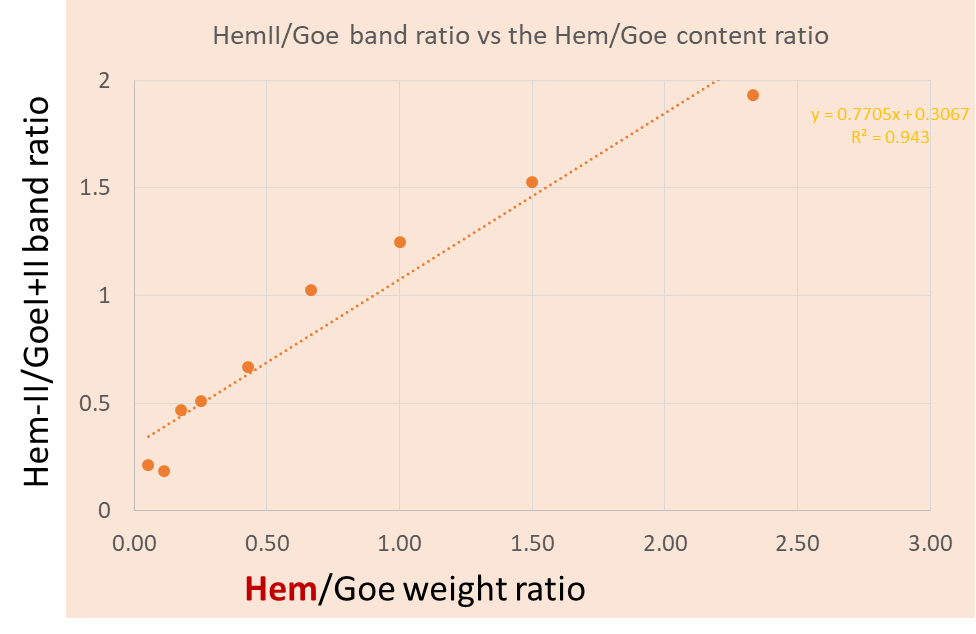 HemII/Goe band ratio vs the Hem/Goe content ratio
Hem-II/GoeI+II band ratio
2
1.5
1
0.5
0
y = 0.7705x + 0.3067
R² = 0.943
0.00 0.50 1.00 1.50 2.00 2.50 3.00
Hem/Goe weight ratio